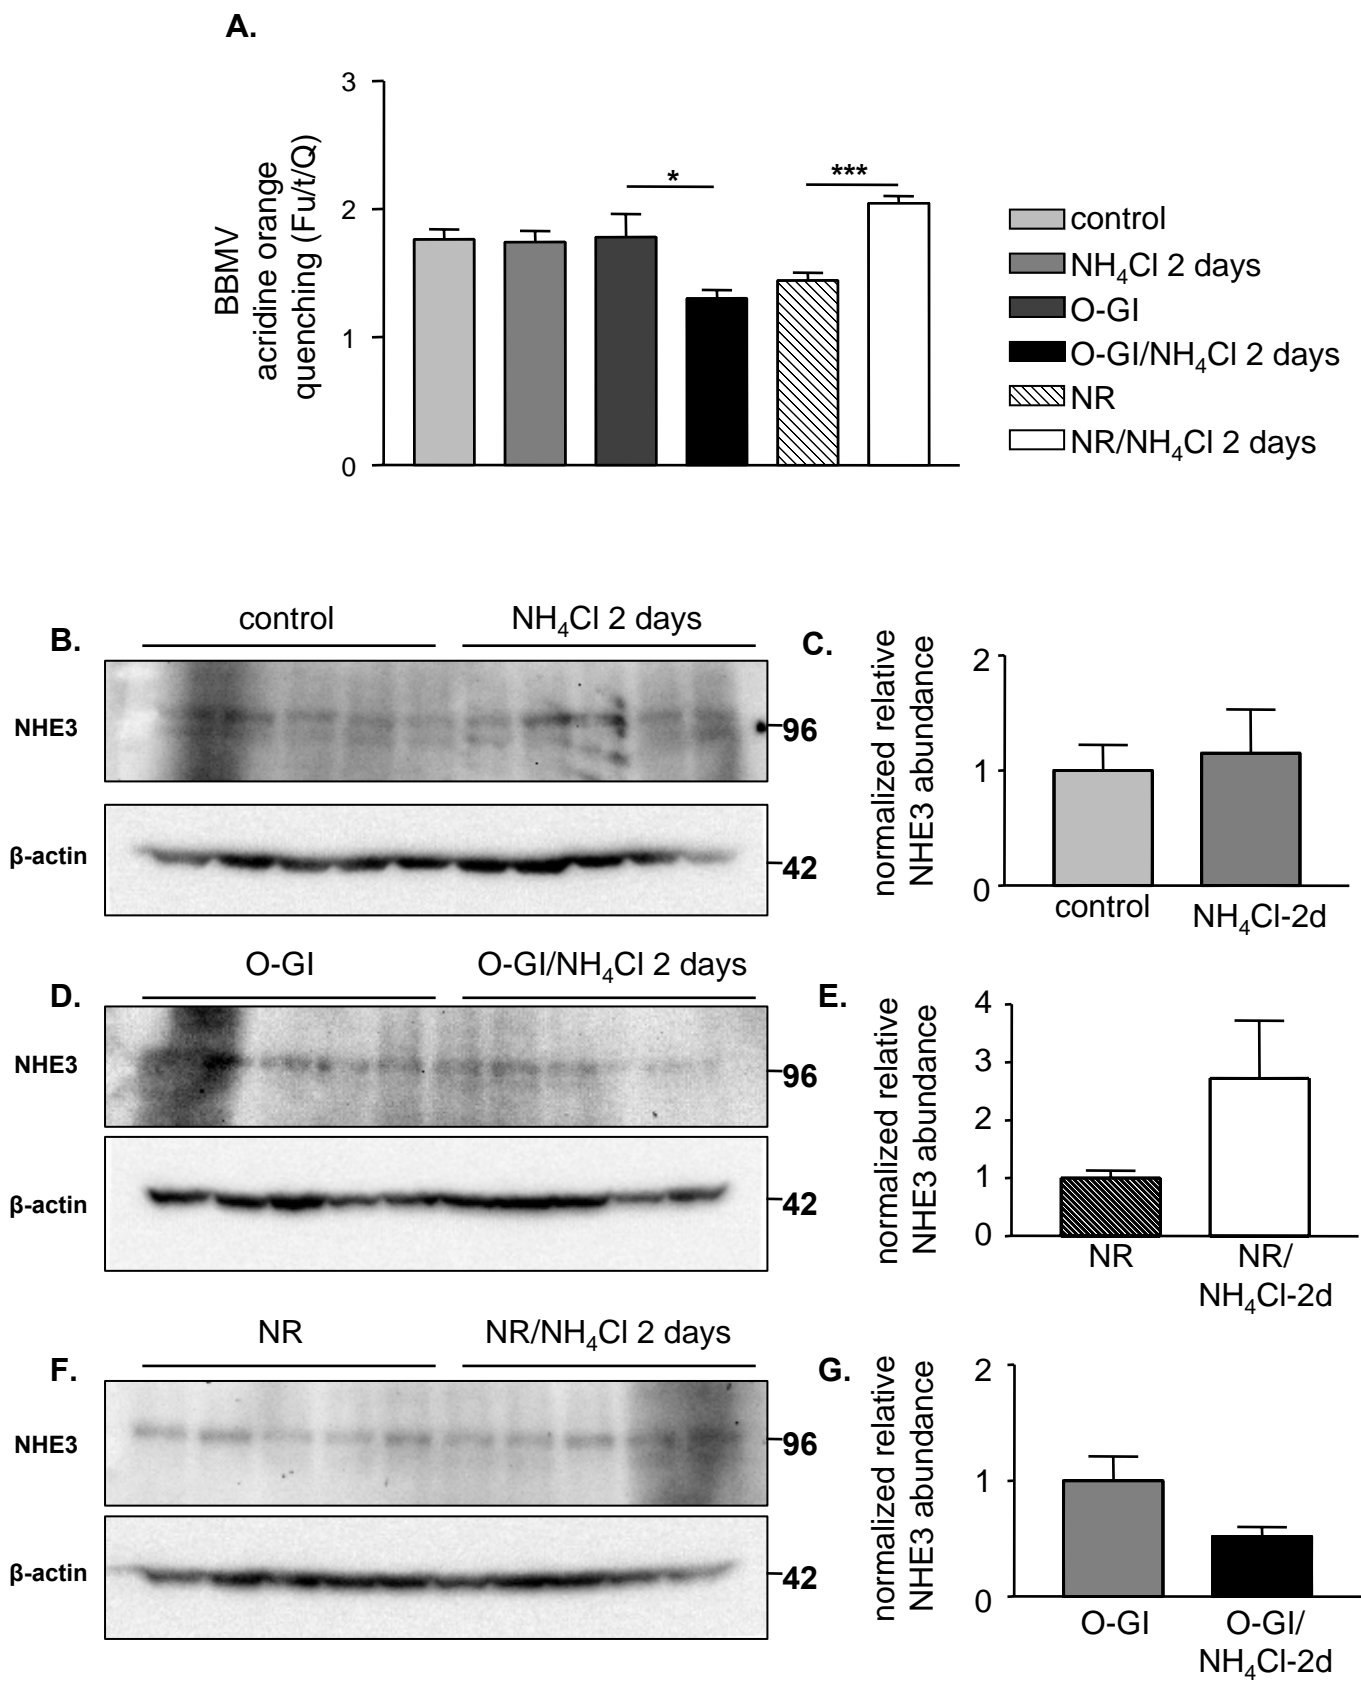 A.
3
2
1
0
BBMV
acridine orange
quenching (Fu/t/Q)
*
***
control
NH₄Cl 2 days
O-GI
O-GI/NH₄Cl 2 days
NR
NR/NH₄Cl 2 days
B.
control
NH₄Cl 2 days
NHE3
96
β-actin
42
C.
normalized relative
NHE3 abundance
2
1
0
control
NH₄Cl-2d
D.
O-GI
O-GI/NH₄Cl 2 days
NHE3
96
β-actin
42
E.
normalized relative
NHE3 abundance
4
3
2
1
0
NR
NR/
NH₄Cl-2d
F.
NR
NR/NH₄Cl 2 days
NHE3
96
β-actin
42
G.
normalized relative
NHE3 abundance
2
1
0
O-GI
O-GI/
NH₄Cl-2d